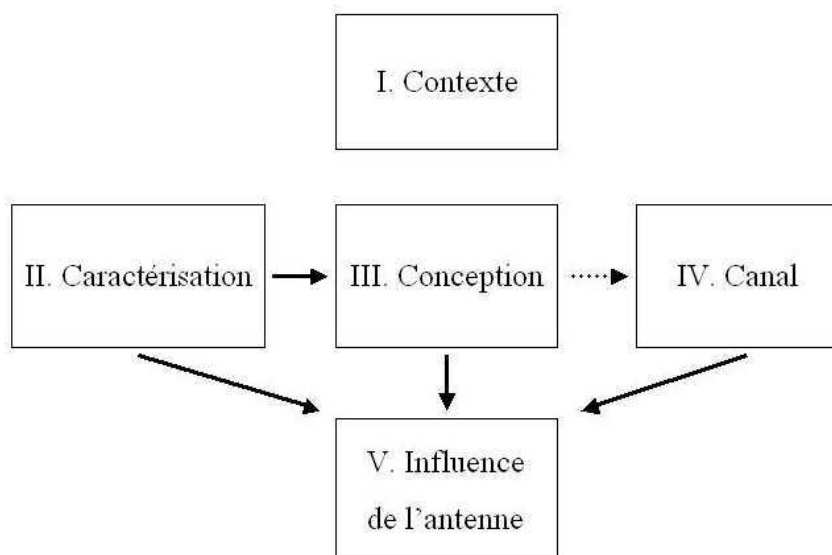 I. Contexte
II. Caractérisation
III. Conception
IV. Canal
V. Influence
de l'antenne